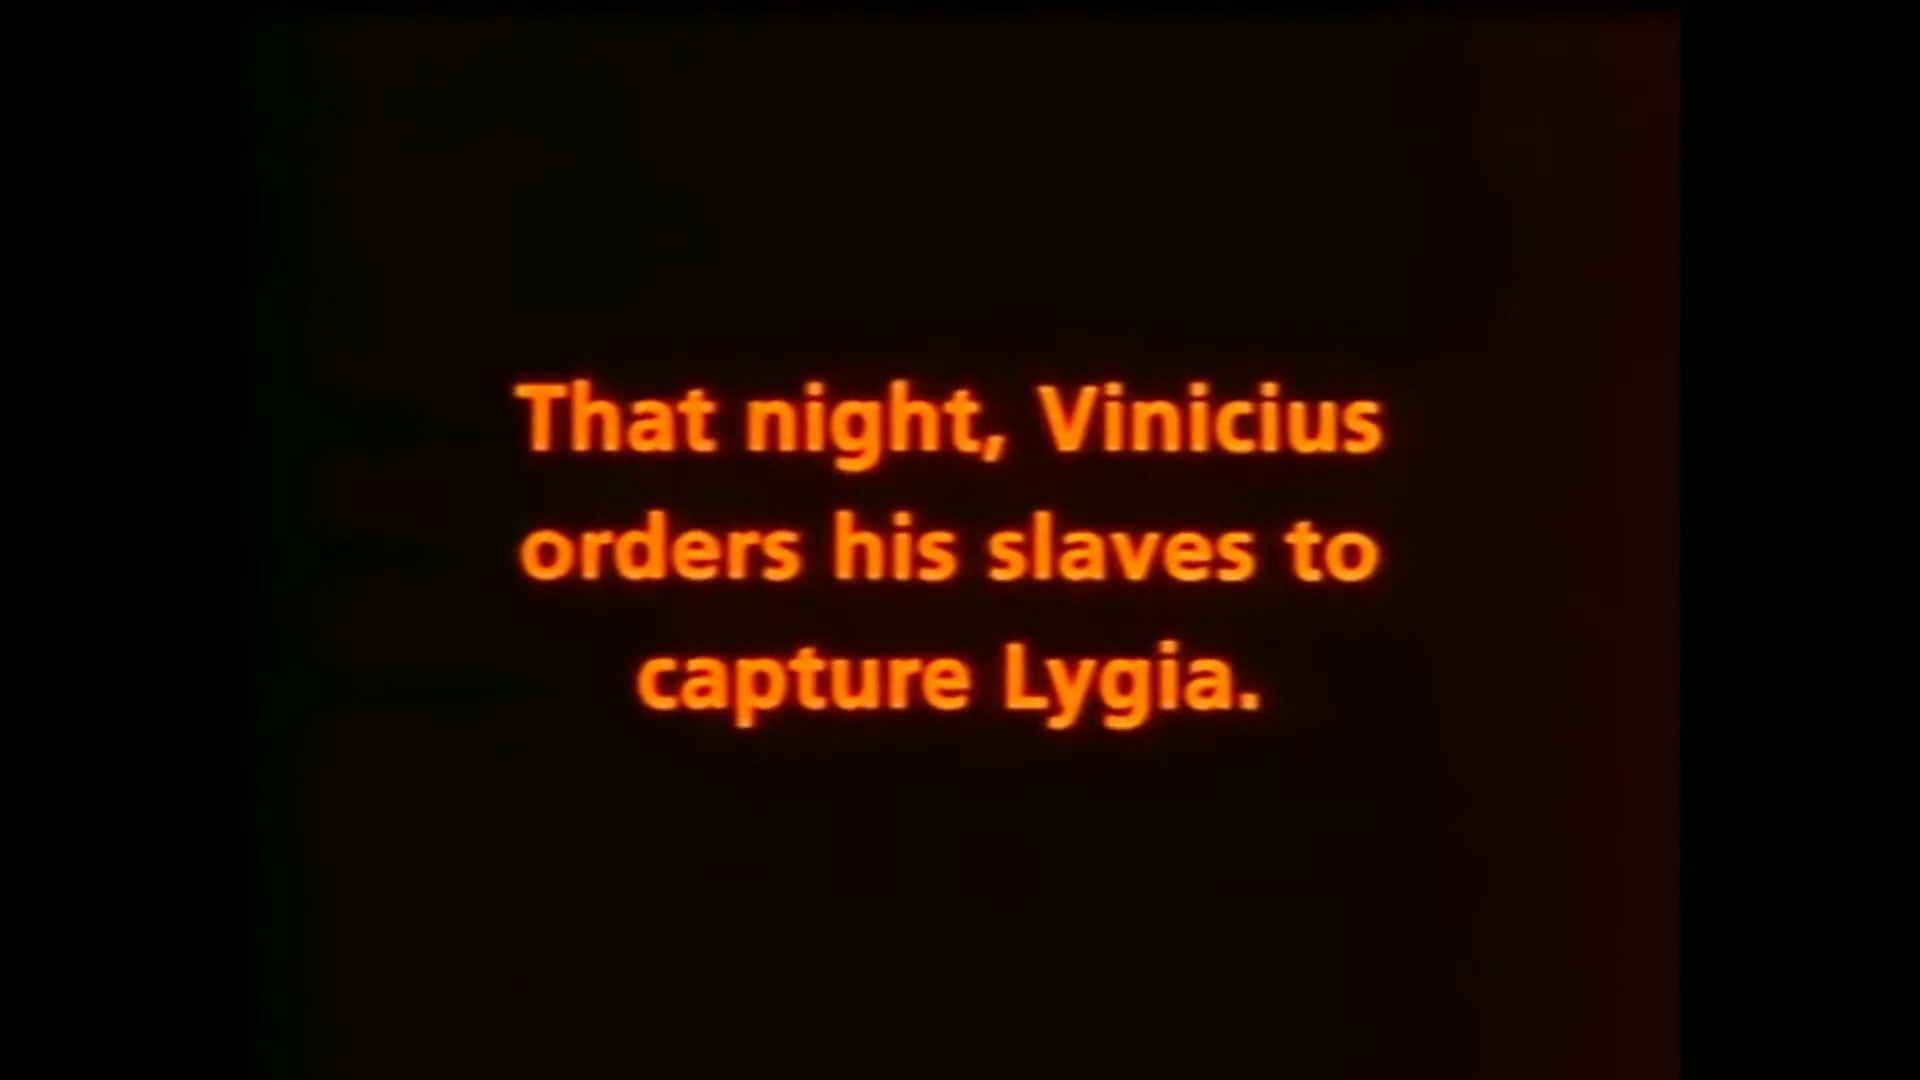 That night, Vinicius
orders his slaves to
capture Lygia.